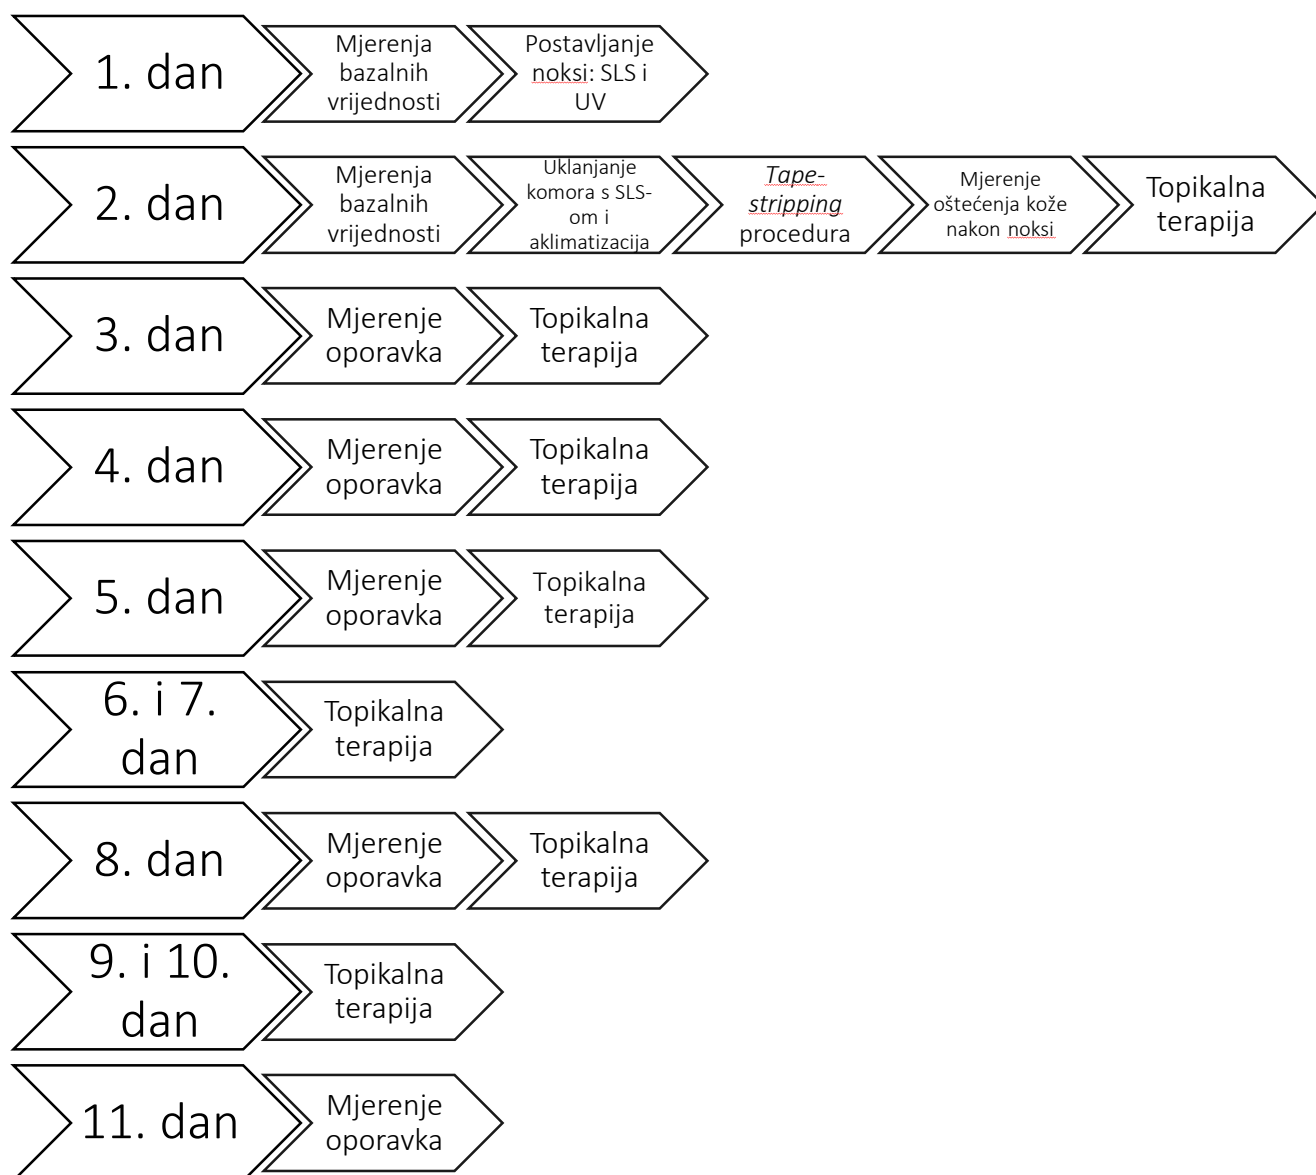 1. dan
Mjerenja
bazalnih
vrijednosti
Postavljanje
noksi: SLS i
UV
2. dan
Mjerenja
bazalnih
vrijednosti
Uklanjanje
komora s SLS-
om i
aklimatizacija
Tape-
stripping
procedura
Mjerenje
oštećenja kože
nakon noksi
Topikalna
terapija
3. dan
Mjerenje
oporavka
Topikalna
terapija
4. dan
Mjerenje
oporavka
Topikalna
terapija
5. dan
Mjerenje
oporavka
Topikalna
terapija
6. i 7.
dan
Topikalna
terapija
8. dan
Mjerenje
oporavka
Topikalna
terapija
9. i 10.
dan
Topikalna
terapija
11. dan
Mjerenje
oporavka